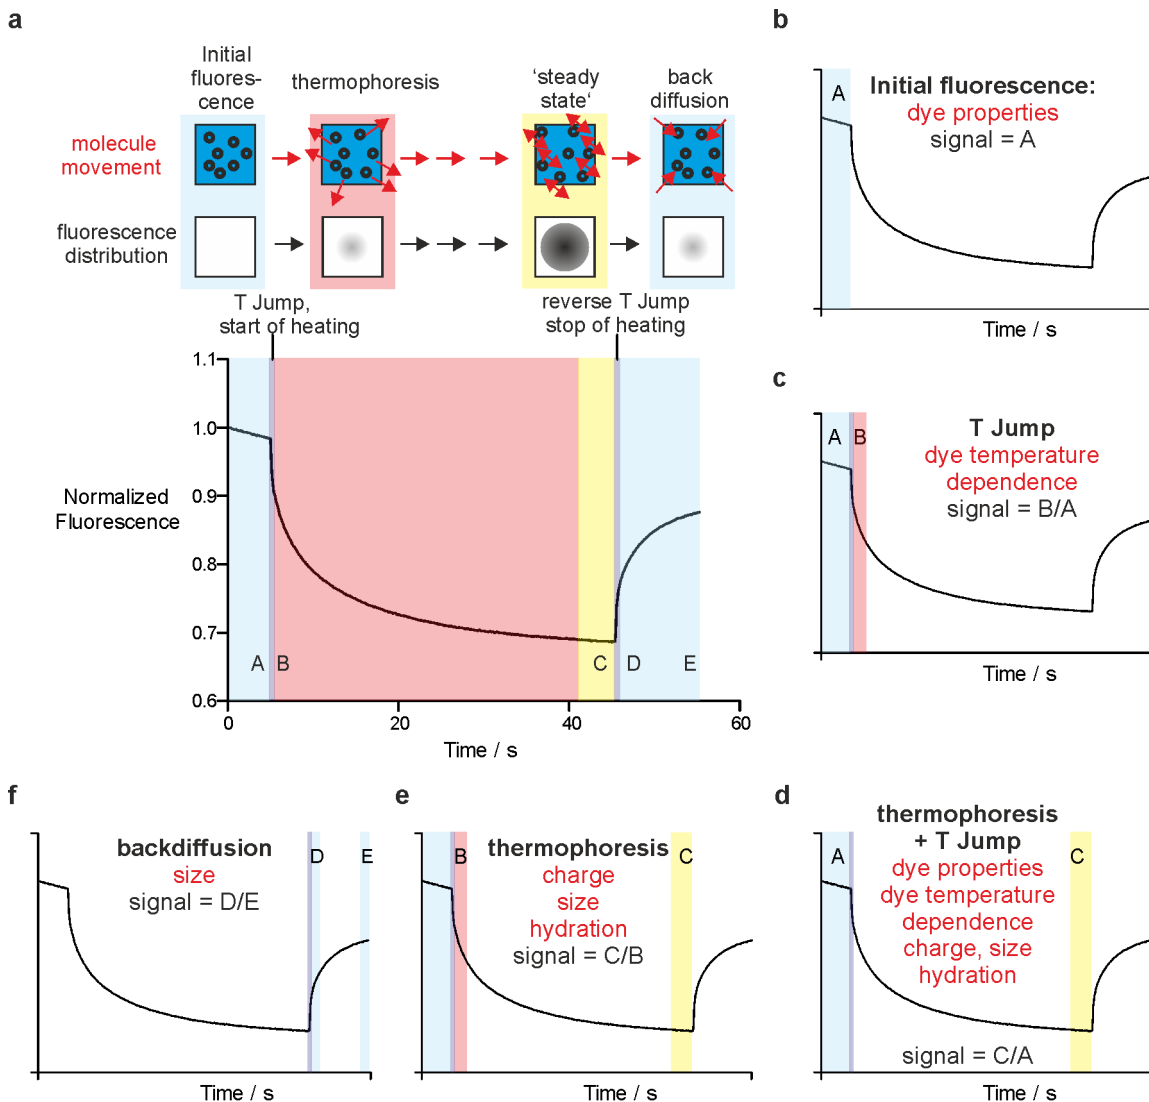 a
Initial
fluores-
cence
thermophoresis
‘steady
state‘
back
diffusion
molecule
movement
fluorescence
distribution
T Jump,
start of heating
reverse T Jump
stop of heating
1.1
1.0
0.9
0.8
0.7
0.6
Normalized
Fluorescence
A
B
C
D
E
0
20
40
60
Time / s
b
A
Initial fluorescence:
dye properties
signal = A
Time / s
c
A
B
T Jump
dye temperature
dependence
signal = B/A
Time / s
f
backdiffusion
size
signal = D/E
D
E
Time / s
e
B
thermophoresis
charge
size
hydration
signal = C/B
C
Time / s
d
thermophoresis
+ T Jump
A
C
dye properties
dye temperature
dependence
charge, size
hydration
signal = C/A
Time / s